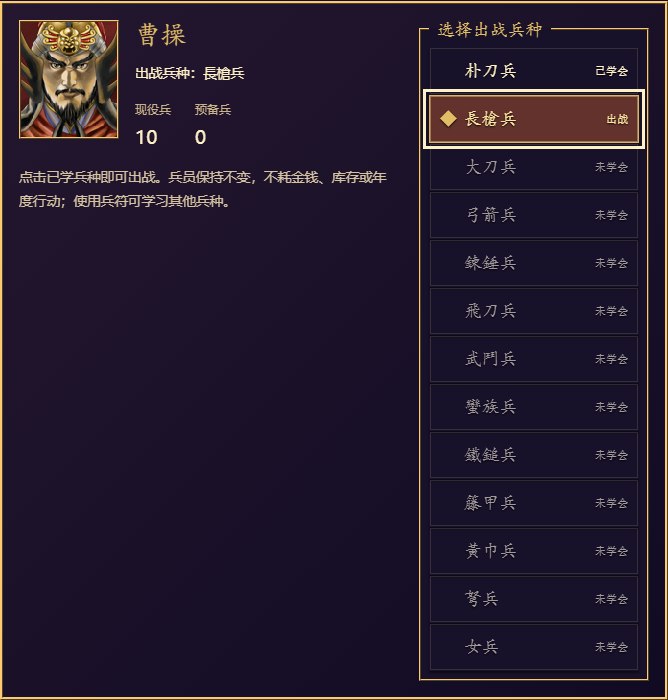 曹操
出战兵种：長槍兵
现役兵 预备兵
10 0
点击已学兵种即可出战。兵员保持不变，不耗金钱、库存或年
度行动；使用兵符可学习其他兵种。
选择出战兵种
朴刀兵 已学会
長槍兵 出战
大刀兵 未学会
弓箭兵 未学会
鍊錘兵 未学会
飛刀兵 未学会
武鬥兵 未学会
蠻族兵 未学会
鐵鎚兵 未学会
籐甲兵 未学会
黃巾兵 未学会
弩兵 未学会
女兵 未学会